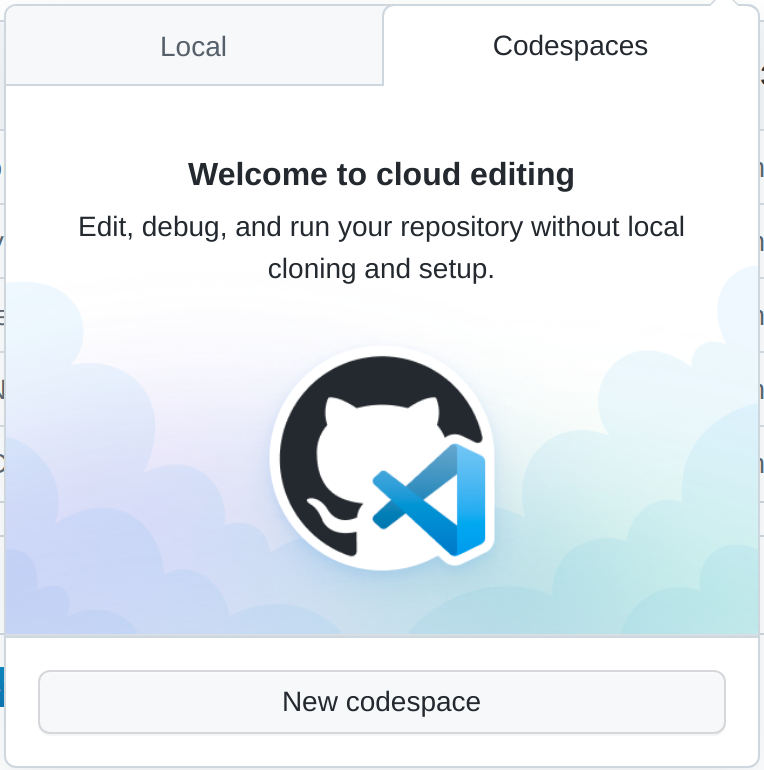 Local
Codespaces
Welcome to cloud editing
Edit, debug, and run your repository without local
cloning and setup.
New codespace